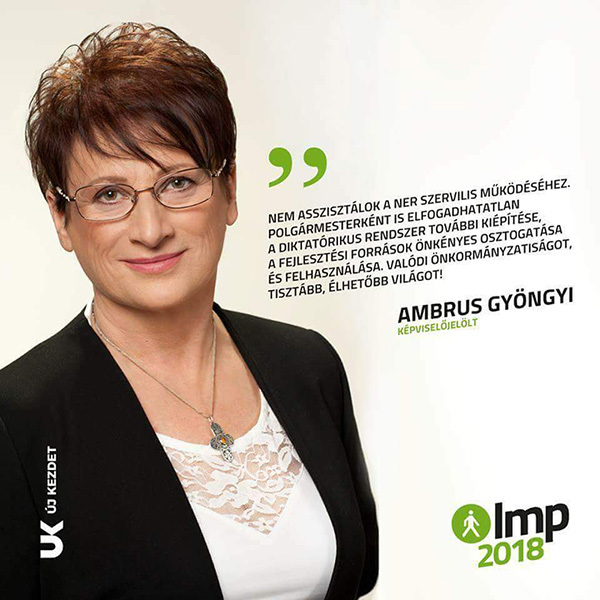 NEM ASSZISZTÁLOK A NER SZERVILIS MŰKÖDÉSÉHEZ.
POLGÁRMESTERKÉNT IS ELFOGADHATATLAN
A DIKTATÓRIKUS RENDSZER TOVÁBBI KIÉPÍTÉSE,
A FEJLESZTÉSI FORRÁSOK ÖNKÉNYES OSZTOGATÁSA
ÉS FELHASZNÁLÁSA. VALÓDI ÖNKORMÁNYZATISÁGOT,
TISZTÁBB, ÉLHETŐBB VILÁGOT!
AMBRUS GYÖNGYI
KÉPVISELŐJELÖLT
UK ÚJ KEZDET
lmp
2018